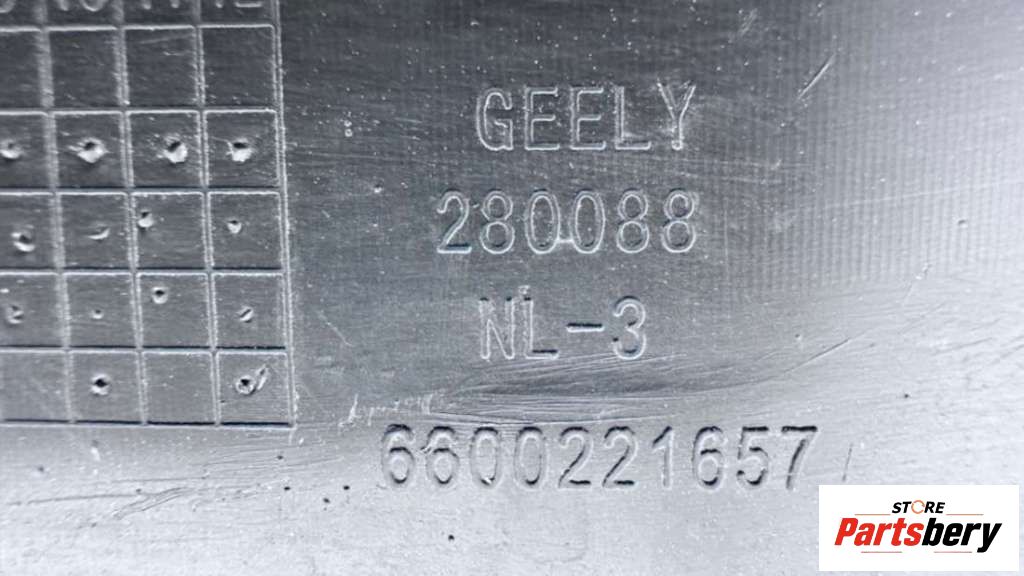 GEELY
280088
NL-3
6600221657
STORE
Partsbery